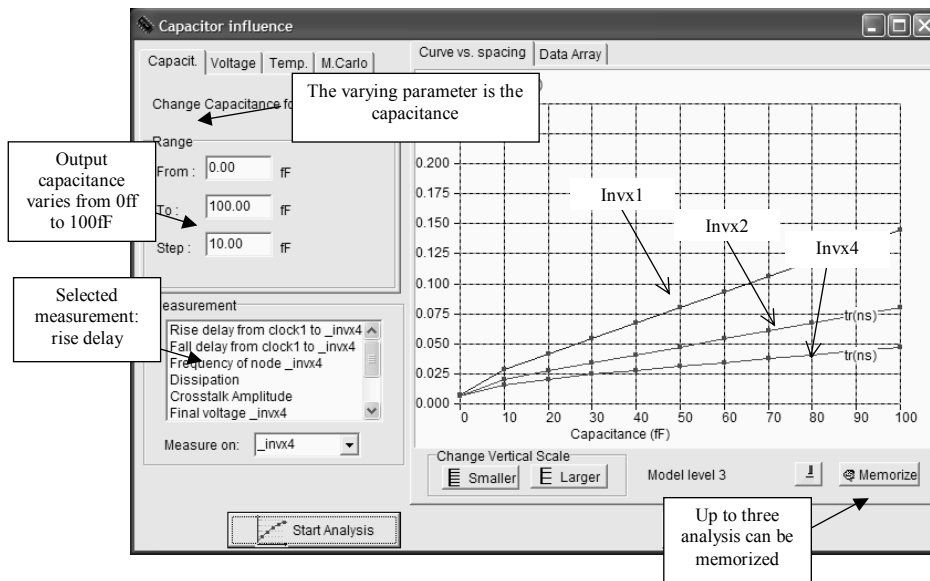 Capacitor influence
Capacit. Voltage Temp. M.Carlo
Change Capacitance fo
Range
From : 0.00 fF
To : 100.00 fF
Step : 10.00 fF
easurement
Rise delay from clock1 to _invx4
Fall delay from clock1 to _invx4
Frequency of node _invx4
Dissipation
Crosstalk Amplitude
Final voltage _invx4
Measure on: _invx4
Start Analysis
Curve vs. spacing Data Array
)
0.200
0.175
0.150
0.125
0.100
0.075
0.050
0.025
0.000
0 10 20 30 40 50 60 70 80 90 100
Capacitance (fF)
tr(ns)
tr(ns)
Change Vertical Scale
Smaller Larger
Model level 3
Memorize
The varying parameter is the
capacitance
Output
capacitance
varies from 0ff
to 100fF
Selected
measurement:
rise delay
Invx1
Invx2
Invx4
Up to three
analysis can be
memorized